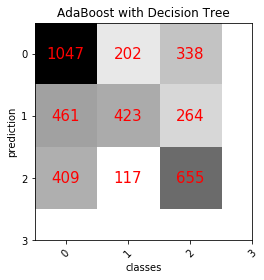 AdaBoost with Decision Tree
0 1047 202 338
1 461 423 264
prediction
2 409 117 655
3
0 1 2 3
classes